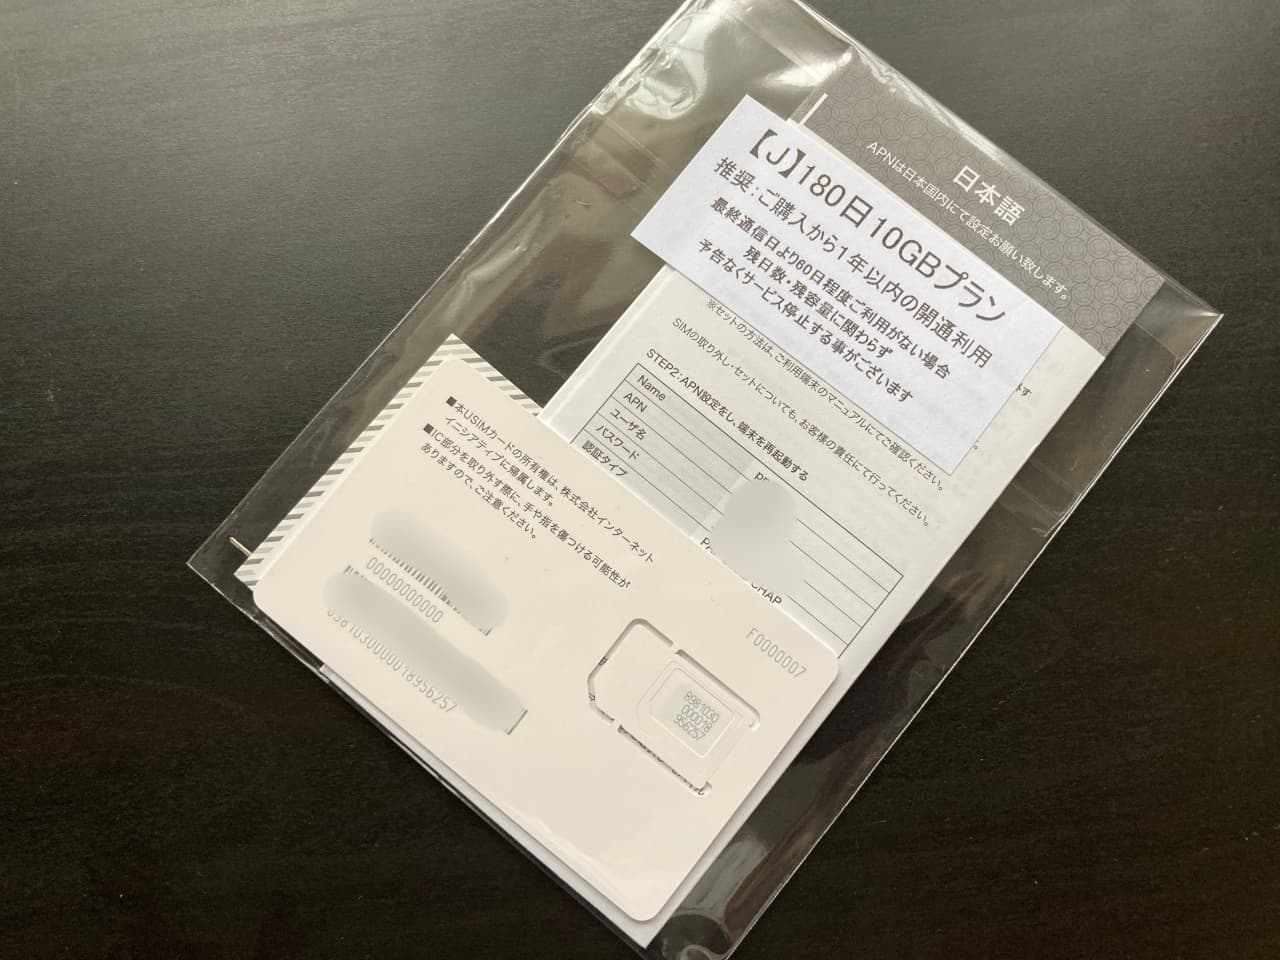 日本語
APNは日本国内にて設定お願い致します。
【J】180日10GBプラン
推奨：ご購入から1年以内の開通利用
最終通信日より60日程度ご利用がない場合
残日数・残容量に関わらず
予告なくサービス停止する事がございます
※セットの方法は、ご利用端末のマニュアルにてご確認ください。
SIMの取り外し・セットについても、お客様の責任にて行ってください。
STEP2：APN設定をし、端末を再起動する
Name
APN
ユーザ名
パスワード
認証タイプ
CHAP
■本USIMカードの所有権は、株式会社インターネット
イニシアティブに帰属します。
■IC部分を取り外す際に、手や指を傷つける可能性が
ありますので、ご注意ください。
00000000000
F0000007
8981030
000018
956257